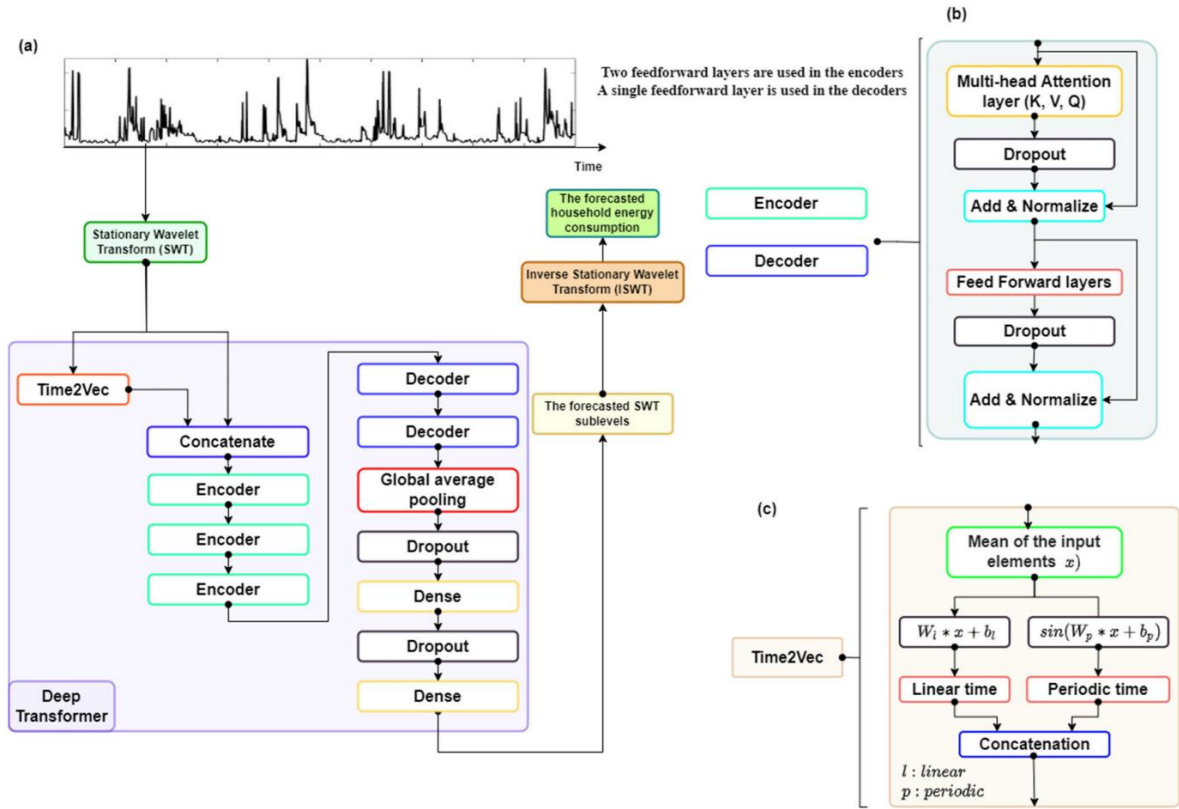 (a)
Two feedforward layers are used in the encoders
A single feedforward layer is used in the decoders
Time
Stationary Wavelet
Transform (SWT)
The forecasted
household energy
consumption
Inverse Stationary Wavelet
Transform (ISWT)
The forecasted SWT
sublevels
Encoder
Decoder
Time2Vec
Concatenate
Encoder
Encoder
Encoder
Decoder
Decoder
Global average
pooling
Dropout
Dense
Dropout
Dense
Deep
Transformer
(b)
Multi-head Attention
layer (K, V, Q)
Dropout
Add & Normalize
Feed Forward layers
Dropout
Add & Normalize
(c)
Time2Vec
Mean of the input
elements x)
W_l * x + b_l
sin(W_p * x + b_p)
Linear time
Periodic time
Concatenation
l : linear
p : periodic